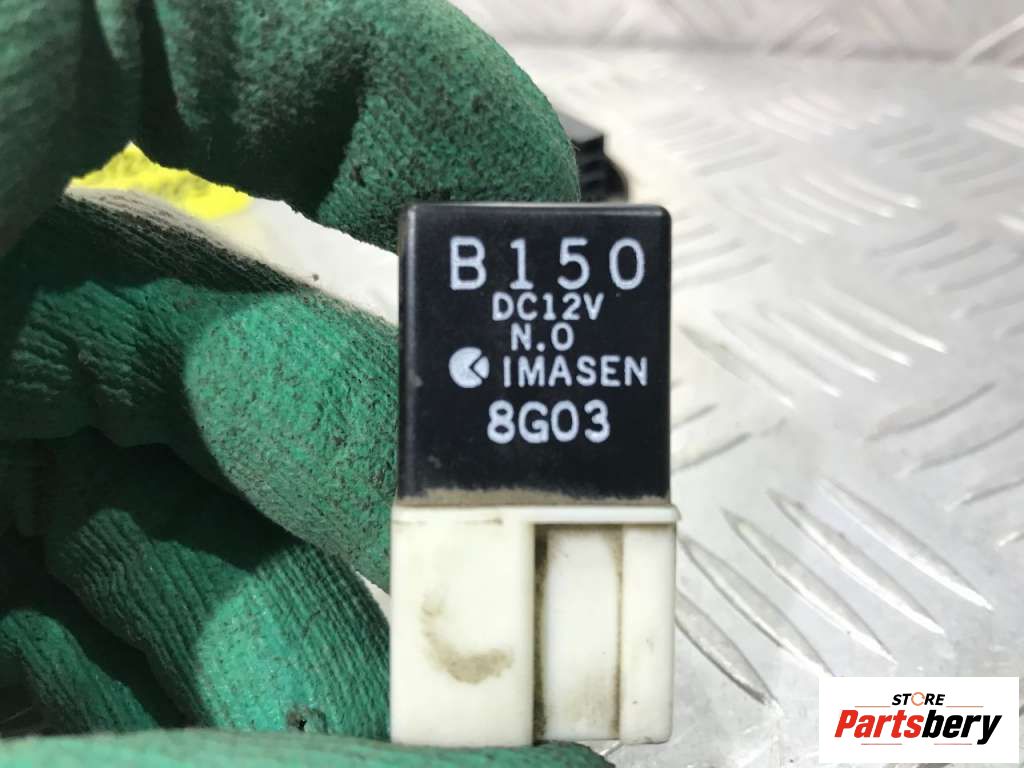 B150
DC12V
N.O
IMASEN
8G03
STORE
Partsbery